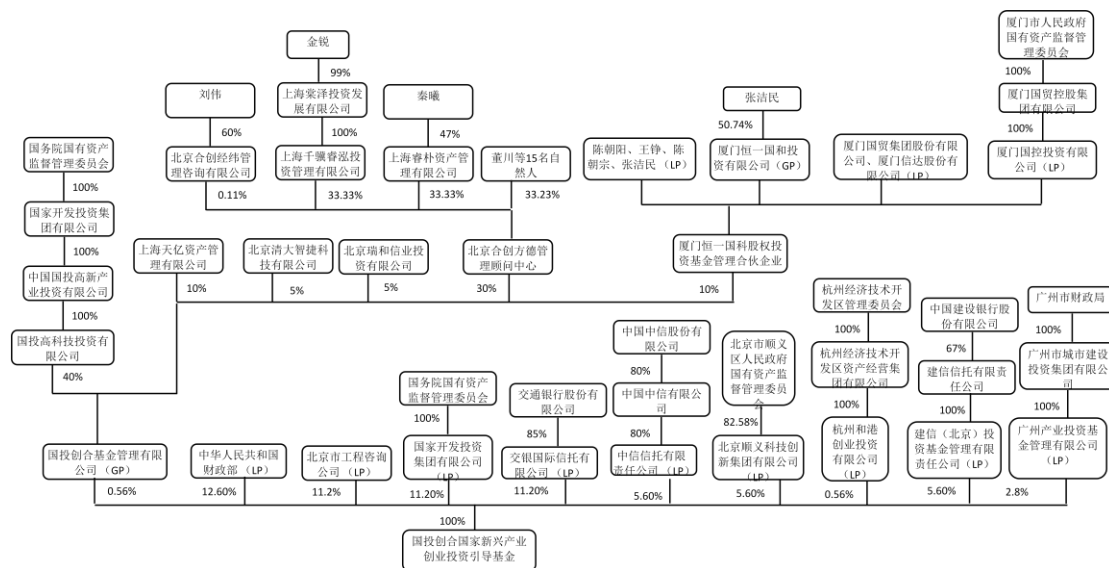 金锐
厦门市人民政府
国有资产监督管
理委员会
99%
100%
刘伟
上海棠泽投资发
展有限公司
秦曦
张洁民
厦门国贸控股集
团有限公司
60%
100%
47%
50.74%
100%
国务院国有资产
监督管理委员会
北京合创经纬管
理咨询有限公司
上海千骥睿泓投
资管理有限公司
上海睿朴资产管
理有限公司
董川等15名自
然人
陈朝阳、王铮、陈
朝宗、张洁民（LP）
厦门恒一国和投
资有限公司（GP）
厦门国贸集团股份有限公
司、厦门信达股份有
限公司（LP）
厦门国控投资有
限公司（LP）
100%
0.11%
33.33%
33.33%
33.23%
国家开发投资集
团有限公司
100%
上海天亿资产管
理有限公司
北京清大智捷科
技有限公司
北京瑞和信业投
资有限公司
北京合创方德管
理顾问中心
厦门恒一国科股权投
资基金管理合伙企业
中国国投高新产
业投资有限公司
10%
5%
5%
30%
10%
杭州经济技术开
发区管理委员会
中国建设银行股
份有限公司
广州市财政局
100%
国投高科技投资有
限公司
中国中信股份有
限公司
北京市顺义
区人民政府
国有资产监
督管理委员
会
100%
67%
100%
40%
国务院国有资产
监督管理委员会
交通银行股份有
限公司
80%
中国中信有限公
司
杭州经济技术开
发区资产经营集
团有限公司
建信信托有限责
任公司
广州市城市建设
投资集团有限公
司
100%
85%
80%
82.58%
100%
100%
100%
国投创合基金管理有限
公司（GP）
中华人民共和国
财政部（LP）
北京市工程咨询
公司（LP）
国家开发投资
集团有限公司
（LP）
交银国际信托有
限公司（LP）
中信信托有限
责任公司（LP）
北京顺义科技创
新集团有限公司
（LP）
杭州和港
创业投资
有限公司
（LP）
建信（北京）投
资基金管理有限
责任公司（LP）
广州产业投资基
金管理有限公司
（LP）
0.56%
12.60%
11.2%
11.20%
11.20%
5.60%
5.60%
0.56%
5.60%
2.8%
100%
国投创合国家新兴产业
创业投资引导基金